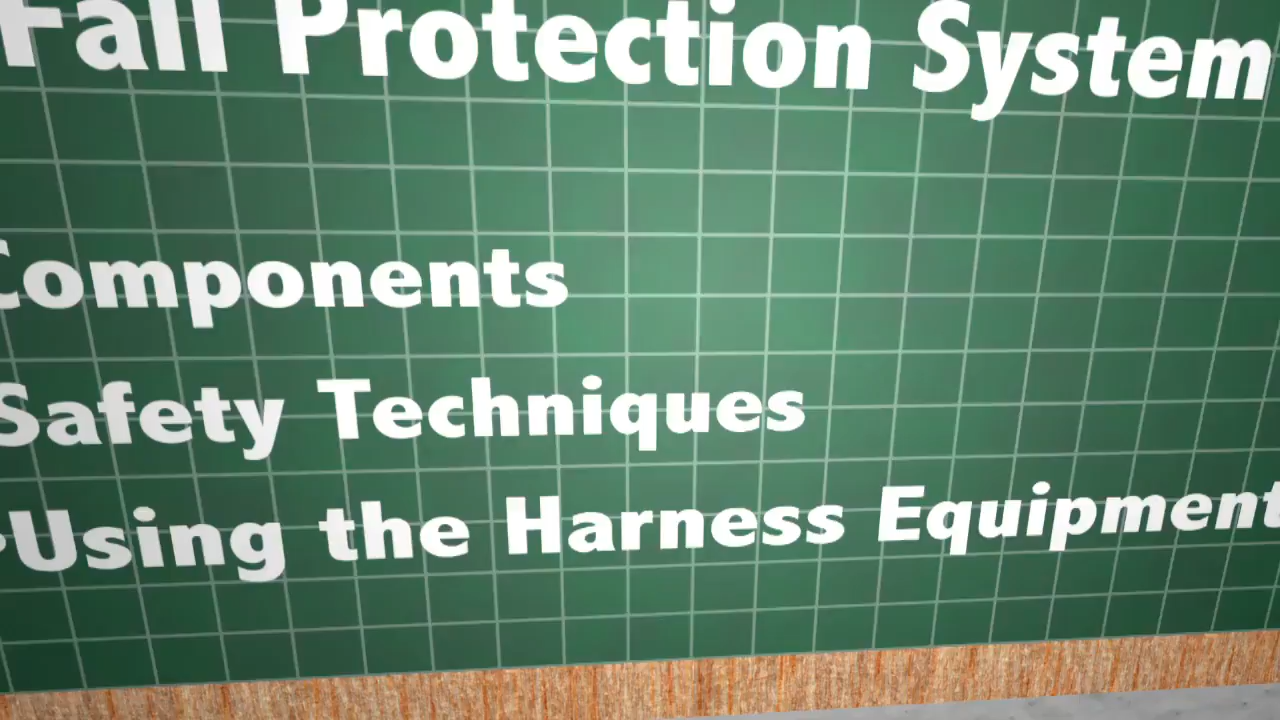 Fall Protection System
Components
Safety Techniques
•Using the Harness Equipment